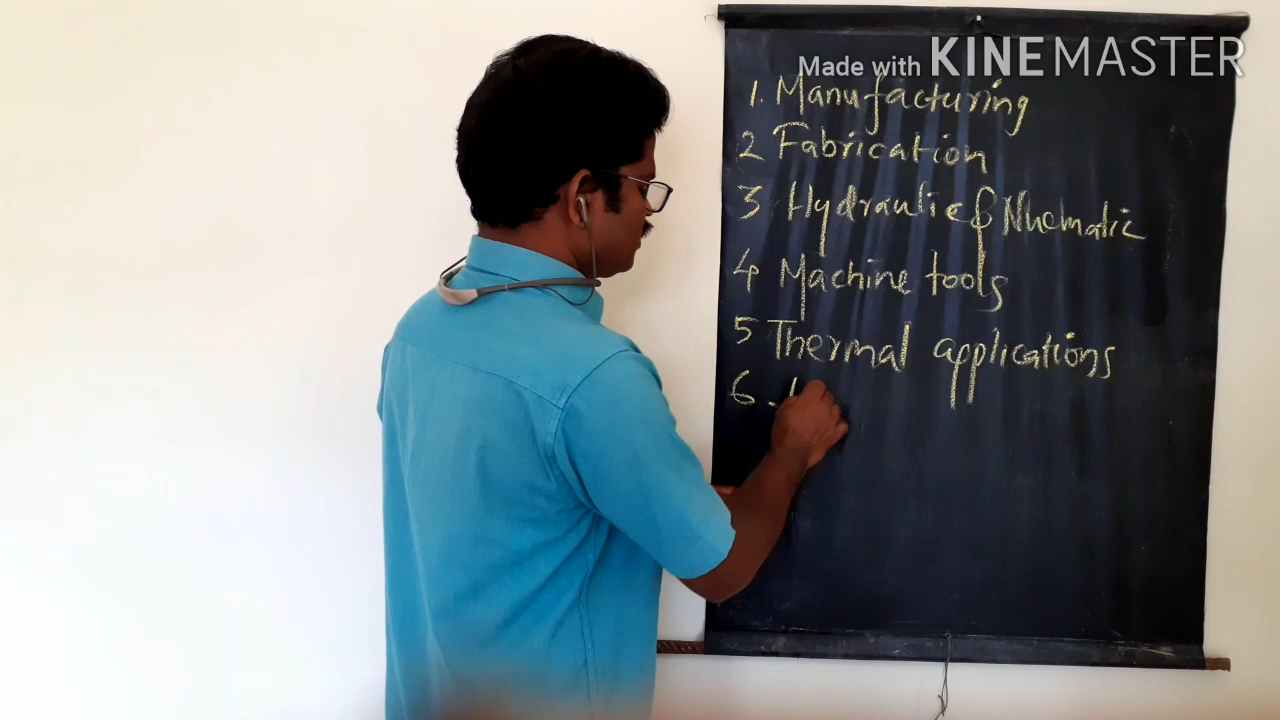 Made with KINEMASTER
1. Manufacturing
2 Fabrication
3 Hydraulic & Nuematic
4 Machine tools
5 Thermal applications
6.